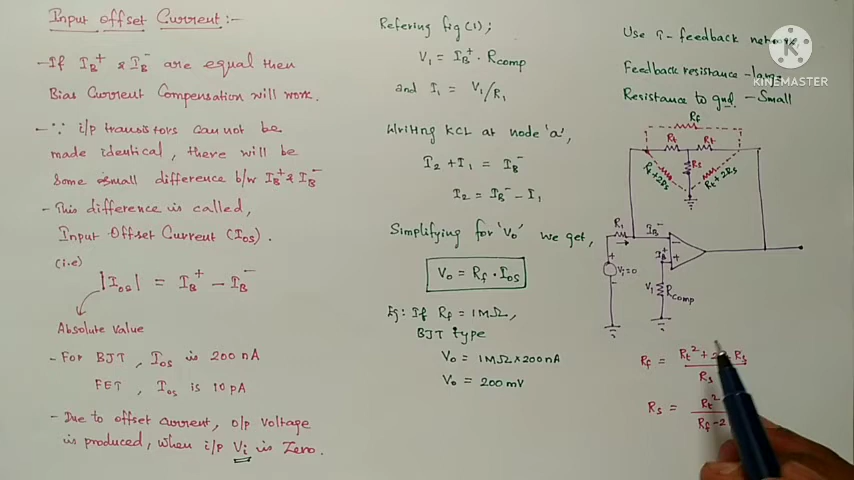 Input offset Current:-
- If IB+ & IB- are equal then
Bias Current Compensation will work.
- ∵ i/p transistors can not be
made identical, there will be
some small difference b/w IB+ & IB-
- This difference is called,
Input Offset Current (Ios).
(i.e)
|Ios| = IB+ - IB-
Absolute Value
- For BJT, Ios is 200 nA
FET, Ios is 10 pA
- Due to offset current, o/p voltage
is produced, when i/p Vi is Zero.
Refering fig (1);
V1 = IB+ . Rcomp
and I1 = V1/R1
Writing KCL at node 'a',
I2 + I1 = IB-
I2 = IB- - I1
Simplifying for 'Vo' we get,
Vo = Rf . Ios
Eg: If Rf = 1MΩ,
BJT type
Vo = 1MΩ x 200 nA
Vo = 200 mV
Use T - feedback network,
Feedback resistance - large
Resistance to gnd. - Small
K
KINEMASTER
Rf
Rt
Rt
Rs
Rt+2Rs
Rt+2Rs
R1
IB-
IB+
Vi=0
V1
Rcomp
Rf = Rt² + 2 Rs
Rs
Rs = Rt²
Rf - 2